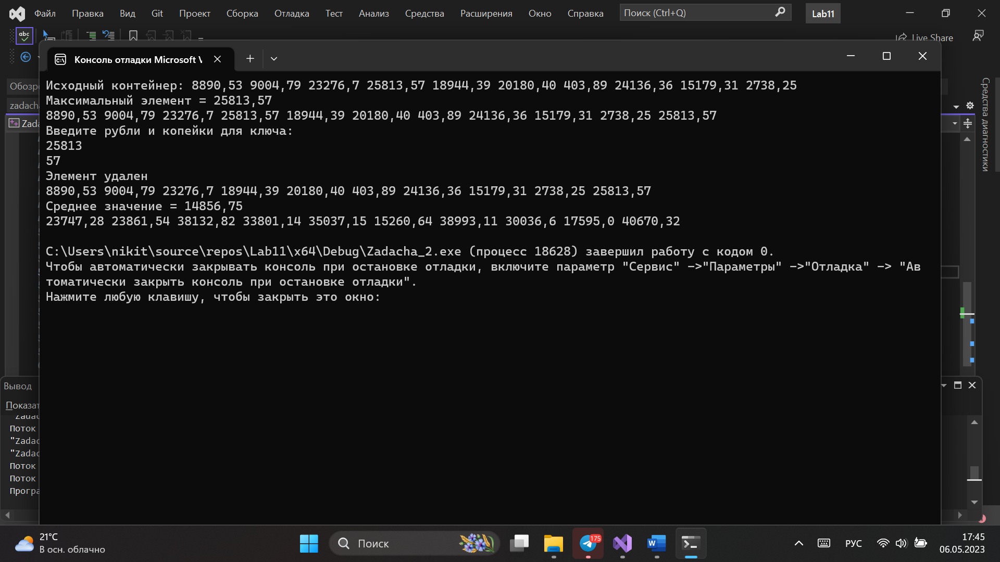 Файл Правка Вид Git Проект Сборка Отладка Тест Анализ Средства Расширения Окно Справка Поиск (Ctrl+Q) Lab11
abc Live Share
Консоль отладки Microsoft V
Исходный контейнер: 8890,53 9004,79 23276,7 25813,57 18944,39 20180,40 403,89 24136,36 15179,31 2738,25
Максимальный элемент = 25813,57
8890,53 9004,79 23276,7 25813,57 18944,39 20180,40 403,89 24136,36 15179,31 2738,25 25813,57
Введите рубли и копейки для ключа:
25813
57
Элемент удален
8890,53 9004,79 23276,7 18944,39 20180,40 403,89 24136,36 15179,31 2738,25 25813,57
Среднее значение = 14856,75
23747,28 23861,54 38132,82 33801,14 35037,15 15260,64 38993,11 30036,6 17595,0 40670,32
C:\Users\nikit\source\repos\Lab11\x64\Debug\Zadacha_2.exe (процесс 18628) завершил работу с кодом 0.
Чтобы автоматически закрывать консоль при остановке отладки, включите параметр "Сервис" ->"Параметры" ->"Отладка" -> "Ав
томатически закрыть консоль при остановке отладки".
Нажмите любую клавишу, чтобы закрыть это окно:
Обозр
zadacha
Zada
Средства диагностики
Вывод
Показат
"Zadac
Поток
"Zadac
"Zadac
Поток
Поток
Програ
21°C
В осн. облачно
Поиск
175
РУС
17:45
06.05.2023